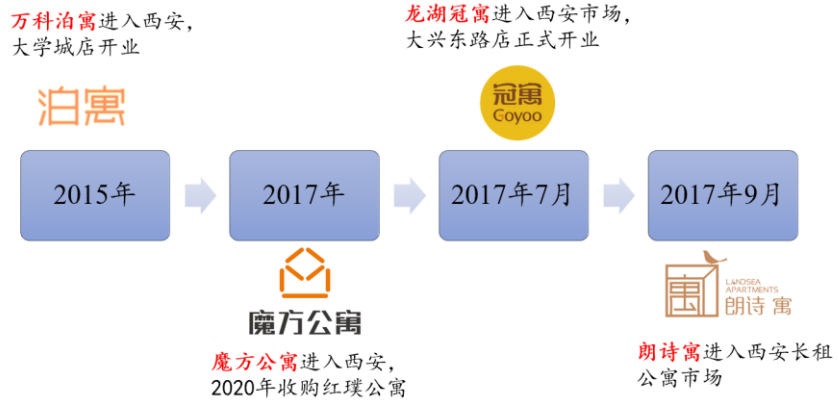 万科泊寓进入西安，
大学城店开业
泊寓
2015年
2017年
魔方公寓
魔方公寓进入西安，
2020年收购红璞公寓
龙湖冠寓进入西安市场，
大兴东路店正式开业
冠寓
Goyoo
2017年7月
2017年9月
寓
LANDSEA
APARTMENTS
朗诗 寓
朗诗寓进入西安长租
公寓市场